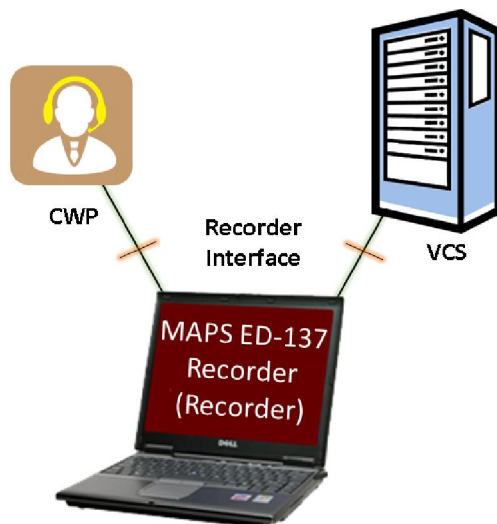 CWP
Recorder
Interface
VCS
MAPS ED-137
Recorder
(Recorder)
DELL